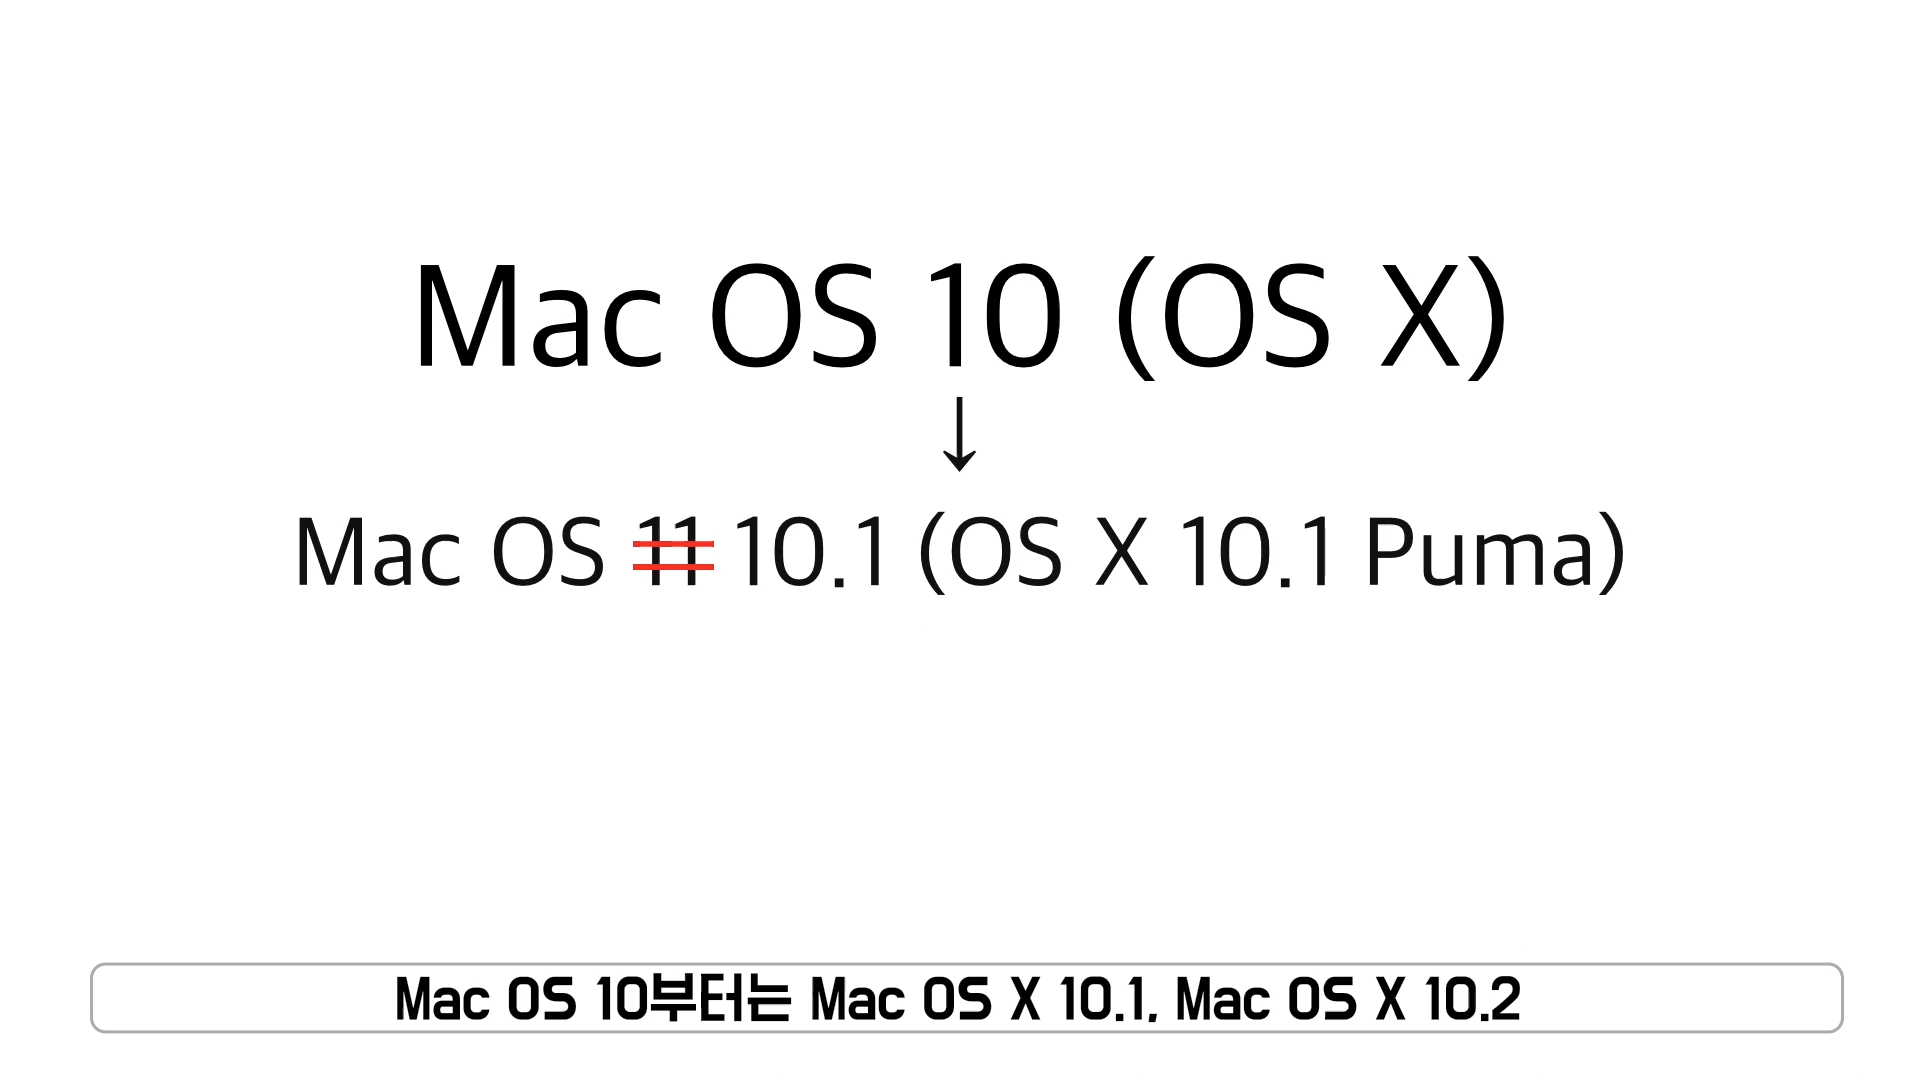 Mac OS 10 (OS X)
↓
Mac OS 11 10.1 (OS X 10.1 Puma)
Mac OS 10부터는 Mac OS X 10.1, Mac OS X 10.2